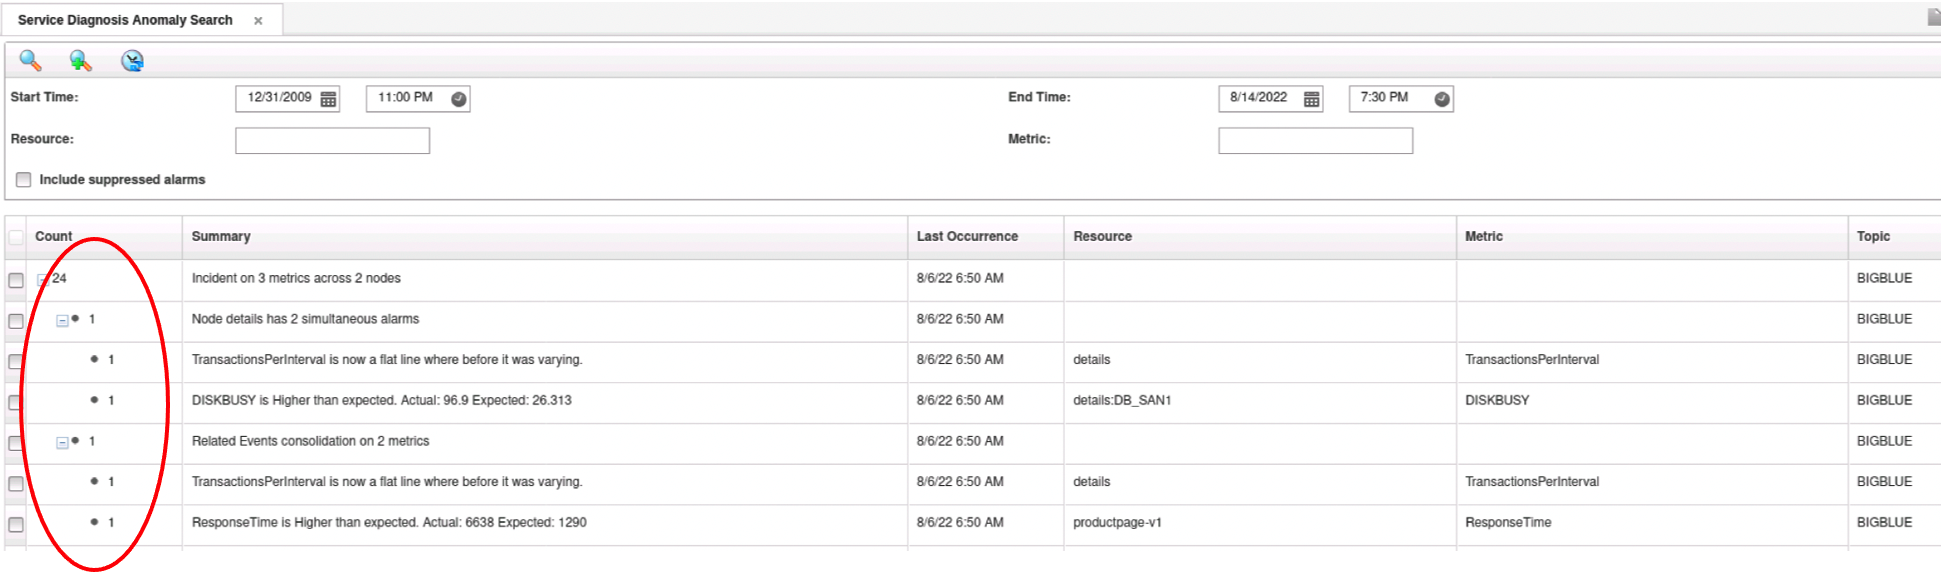 Service Diagnosis Anomaly Search ×
Start Time: 12/31/2009 11:00 PM End Time: 8/14/2022 7:30 PM
Resource: Metric:
Include suppressed alarms
Count Summary Last Occurrence Resource Metric Topic
24 Incident on 3 metrics across 2 nodes 8/6/22 6:50 AM BIGBLUE
1 Node details has 2 simultaneous alarms 8/6/22 6:50 AM BIGBLUE
1 TransactionsPerInterval is now a flat line where before it was varying. 8/6/22 6:50 AM details TransactionsPerInterval BIGBLUE
1 DISKBUSY is Higher than expected. Actual: 96.9 Expected: 26.313 8/6/22 6:50 AM details:DB_SAN1 DISKBUSY BIGBLUE
1 Related Events consolidation on 2 metrics 8/6/22 6:50 AM BIGBLUE
1 TransactionsPerInterval is now a flat line where before it was varying. 8/6/22 6:50 AM details TransactionsPerInterval BIGBLUE
1 ResponseTime is Higher than expected. Actual: 6638 Expected: 1290 8/6/22 6:50 AM productpage-v1 ResponseTime BIGBLUE